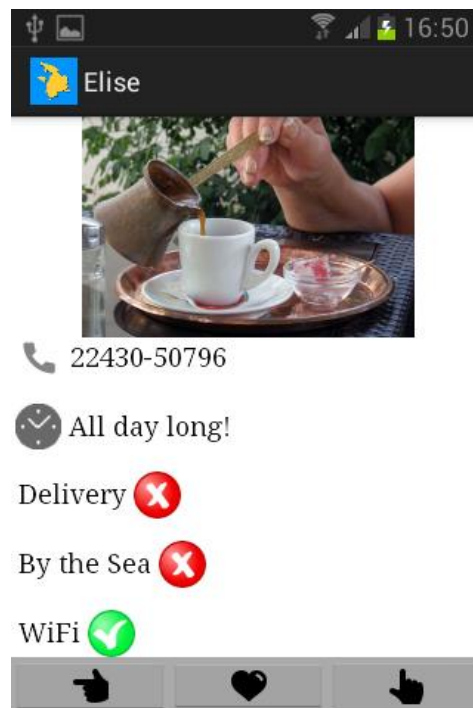 16:50
Elise
22430-50796
All day long!
Delivery
By the Sea
WiFi